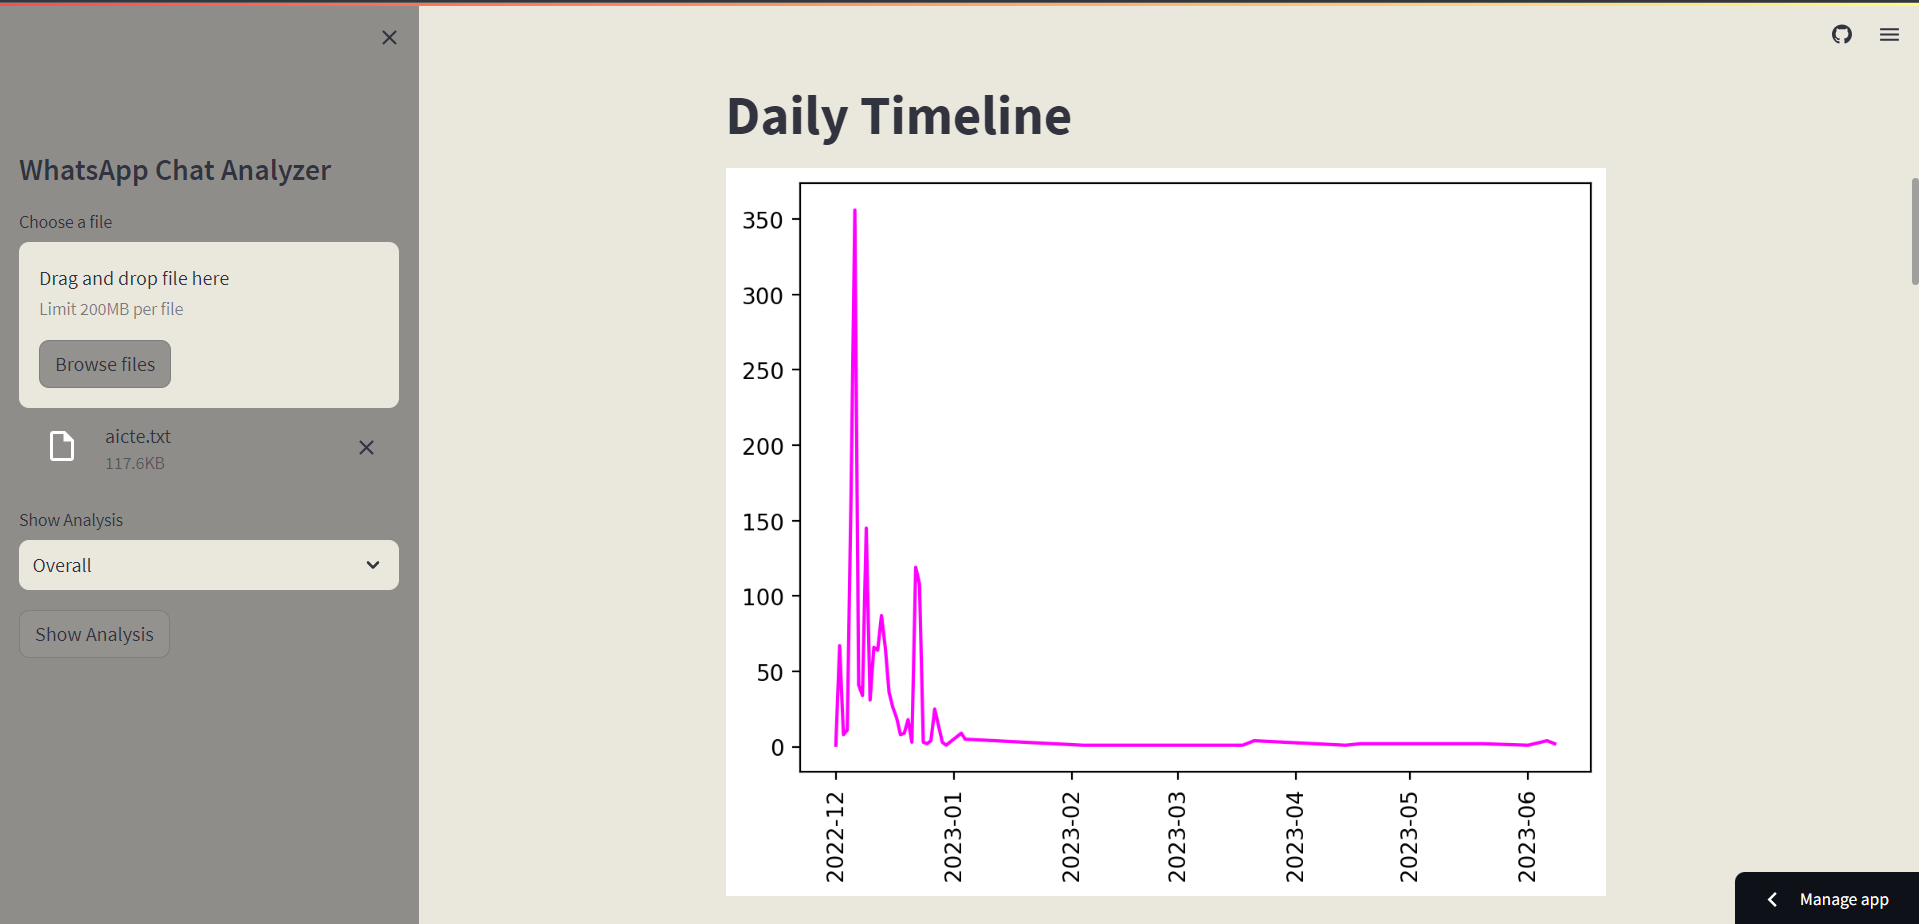 WhatsApp Chat Analyzer
Choose a file
Drag and drop file here
Limit 200MB per file
Browse files
aicte.txt
117.6KB
Show Analysis
Overall
Show Analysis
Daily Timeline
350
300
250
200
150
100
50
0
2022-12
2023-01
2023-02
2023-03
2023-04
2023-05
2023-06
Manage app